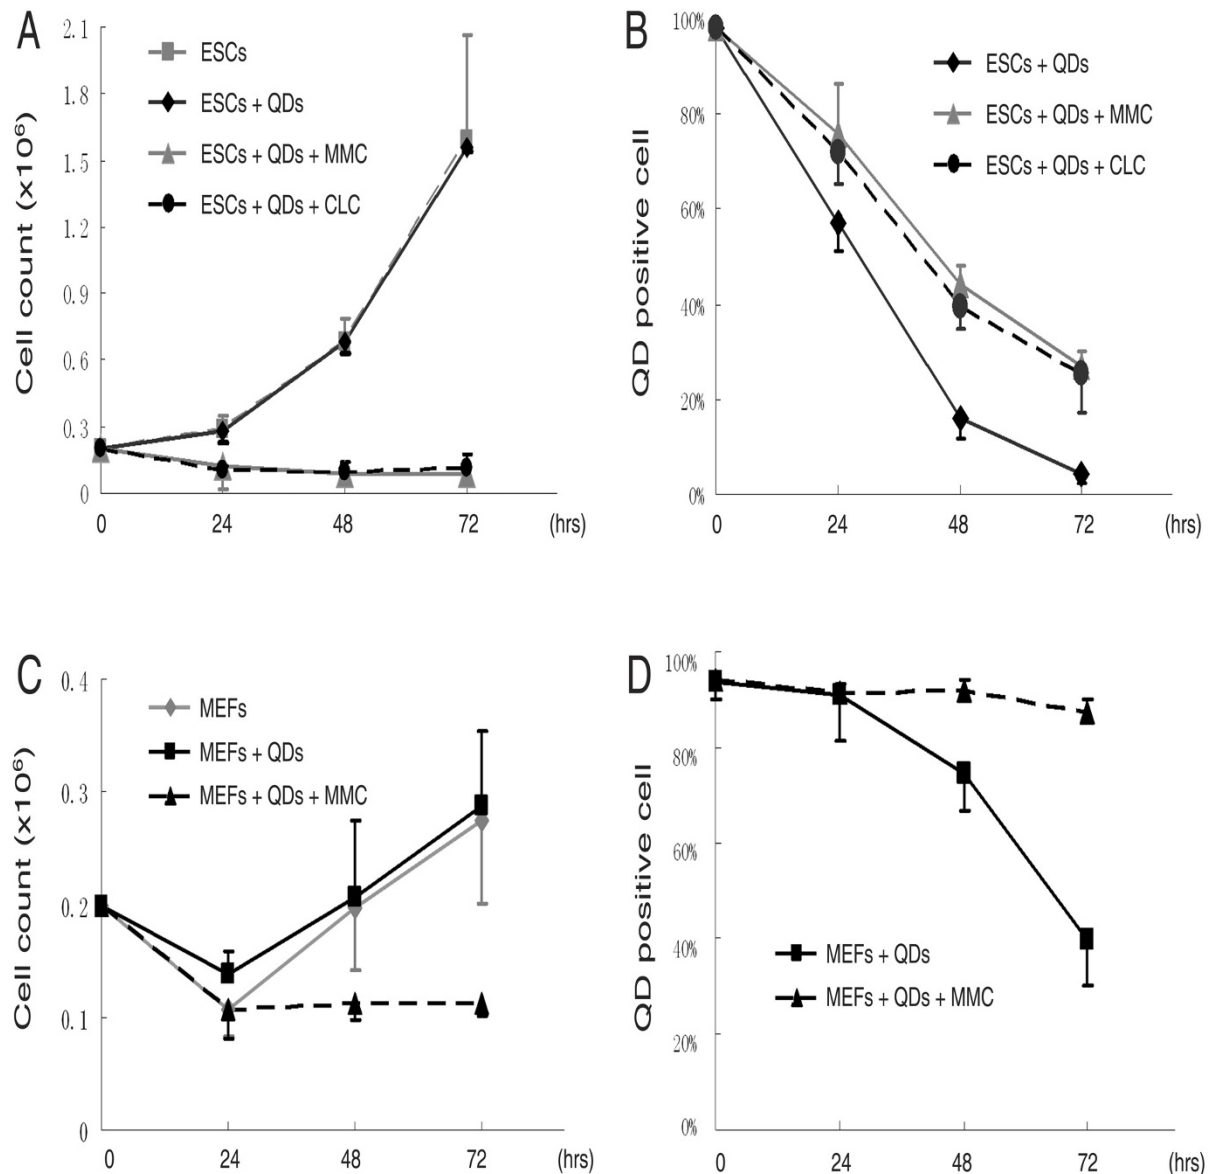 A
Cell count (x10⁶)
2.1
1.8
1.5
1.2
0.9
0.6
0.3
0
ESCs
ESCs + QDs
ESCs + QDs + MMC
ESCs + QDs + CLC
0 24 48 72 (hrs)
B
QD positive cell
100%
80%
60%
40%
20%
0%
ESCs + QDs
ESCs + QDs + MMC
ESCs + QDs + CLC
0 24 48 72 (hrs)
C
Cell count (x10⁶)
0.4
0.3
0.2
0.1
0
MEFs
MEFs + QDs
MEFs + QDs + MMC
0 24 48 72 (hrs)
D
QD positive cell
100%
80%
60%
40%
20%
0%
MEFs + QDs
MEFs + QDs + MMC
0 24 48 72 (hrs)